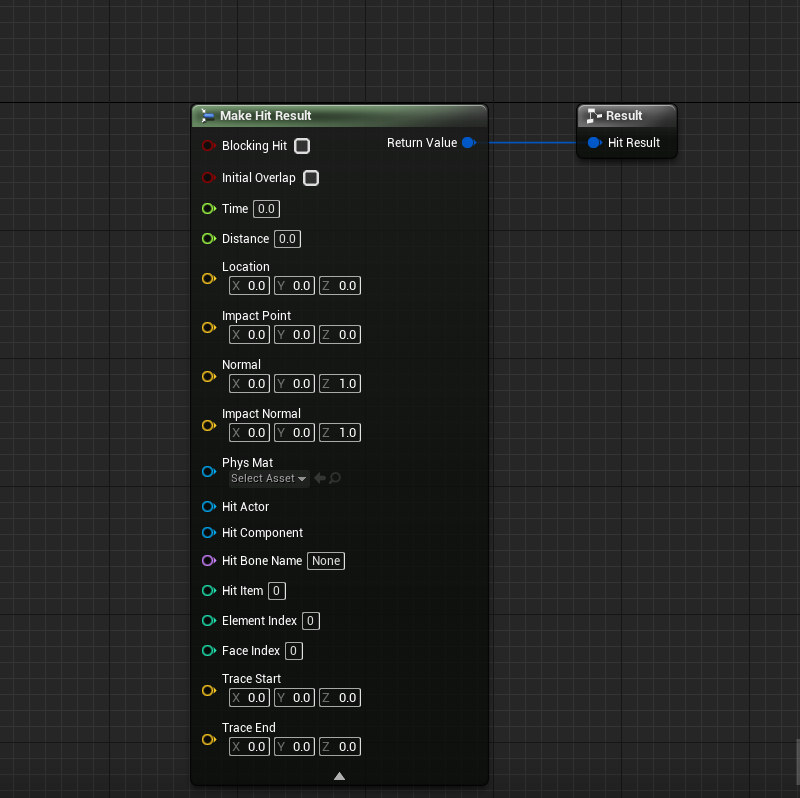 Make Hit Result
Result
Blocking Hit
Return Value
Hit Result
Initial Overlap
Time 0.0
Distance 0.0
Location
X 0.0 Y 0.0 Z 0.0
Impact Point
X 0.0 Y 0.0 Z 0.0
Normal
X 0.0 Y 0.0 Z 1.0
Impact Normal
X 0.0 Y 0.0 Z 1.0
Phys Mat
Select Asset
Hit Actor
Hit Component
Hit Bone Name None
Hit Item 0
Element Index 0
Face Index 0
Trace Start
X 0.0 Y 0.0 Z 0.0
Trace End
X 0.0 Y 0.0 Z 0.0